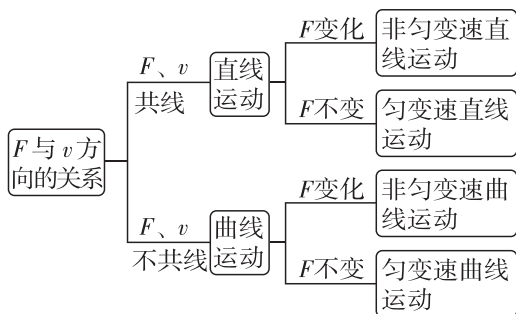 F与v方
向的关系
F、v
共线
直线
运动
F变化
非匀变速直
线运动
F不变
匀变速直线
运动
F、v
不共线
曲线
运动
F变化
非匀变速曲
线运动
F不变
匀变速曲线
运动